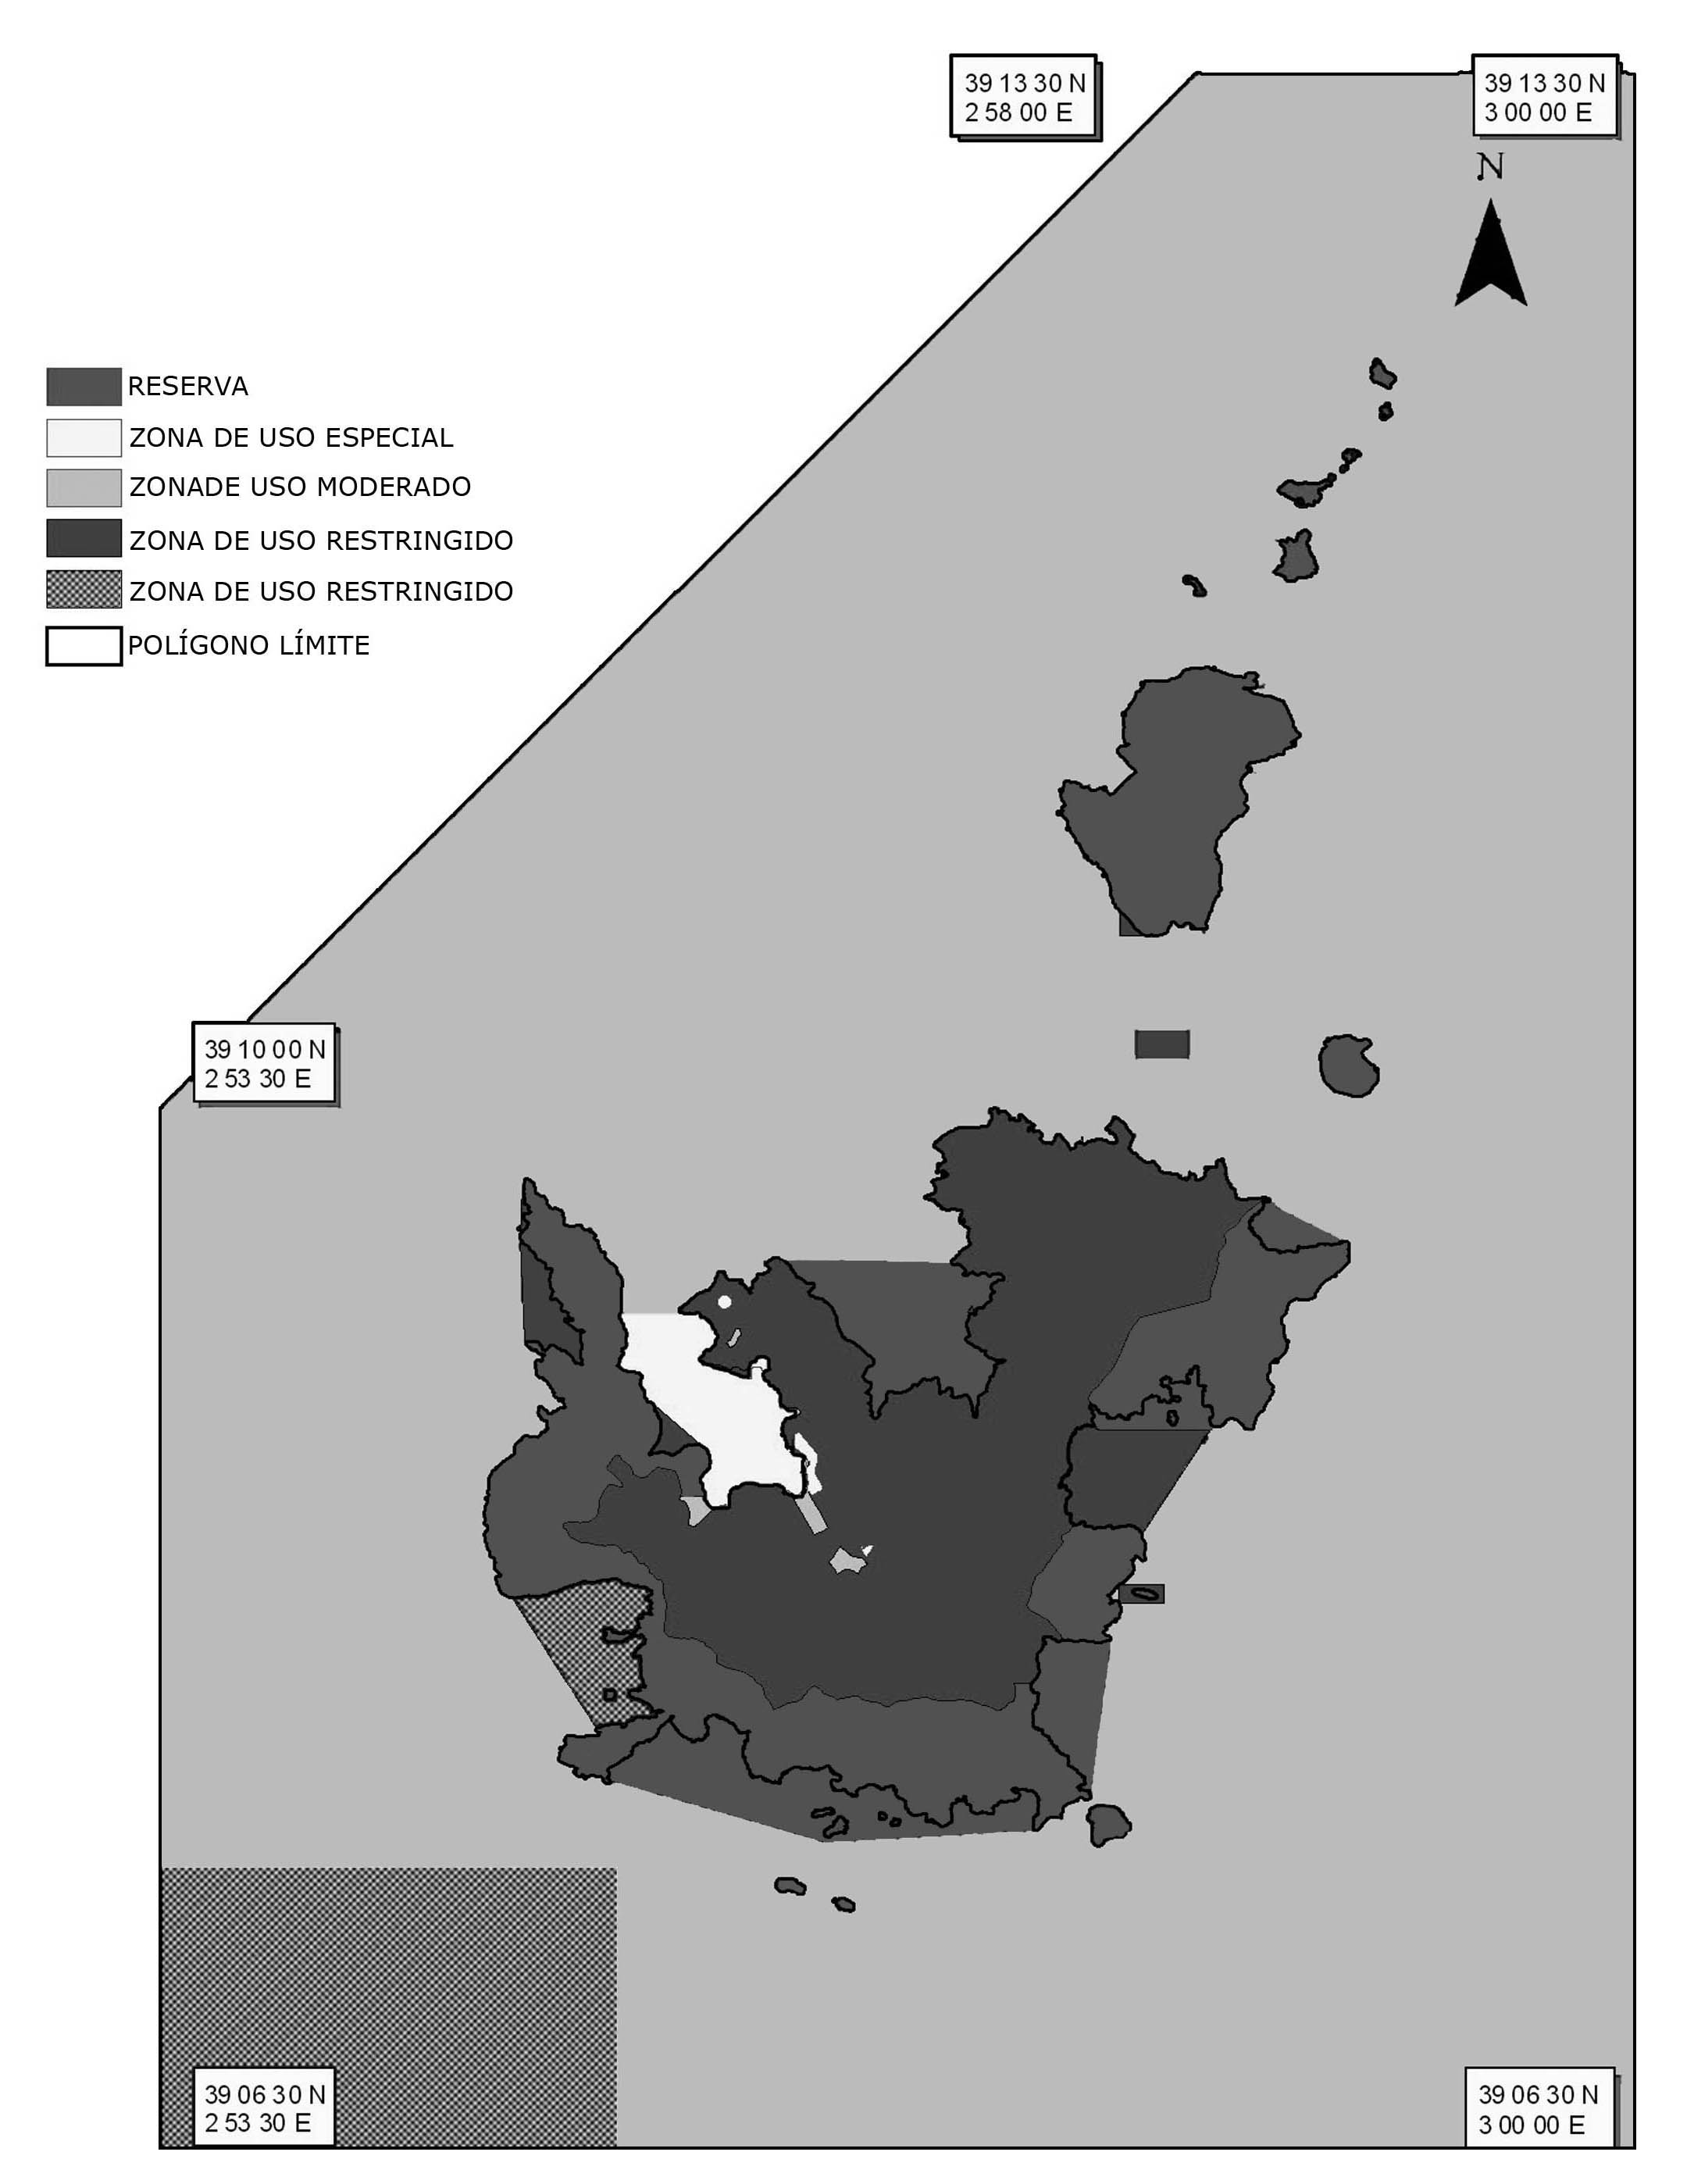 39 13 30 N
2 58 00 E
39 13 30 N
3 00 00 E
N
RESERVA
ZONA DE USO ESPECIAL
ZONADE USO MODERADO
ZONA DE USO RESTRINGIDO
ZONA DE USO RESTRINGIDO
POLÍGONO LÍMITE
39 10 00 N
2 53 30 E
39 06 30 N
2 53 30 E
39 06 30 N
3 00 00 E